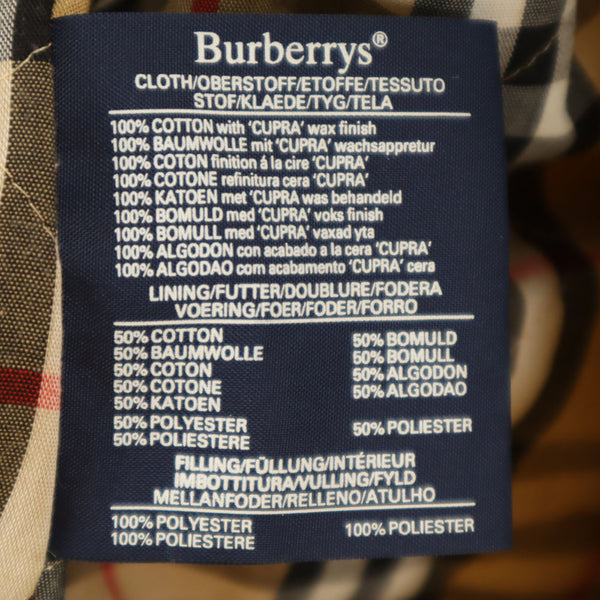 Burberrys®
CLOTH/OBERSTOFF/ETOFFE/TESSUTO
STOF/KLAEDE/TYG/TELA
100% COTTON with 'CUPRA' wax finish
100% BAUMWOLLE mit 'CUPRA' wachsappretur
100% COTON finition á la cire 'CUPRA'
100% COTONE refinitura cera 'CUPRA'
100% KATOEN met 'CUPRA was behandeld
100% BOMULD med 'CUPRA' voks finish
100% BOMULL med 'CUPRA' vaxad yta
100% ALGODON con acabado a la cera 'CUPRA'
100% ALGODAO com acabamento 'CUPRA' cera
LINING/FUTTER/DOUBLURE/FODERA
VOERING/FOER/FODER/FORRO
50% COTTON
50% BAUMWOLLE
50% COTON
50% COTONE
50% KATOEN
50% BOMULD
50% BOMULL
50% ALGODON
50% ALGODAO
50% POLYESTER
50% POLIESTERE
50% POLIESTER
FILLING/FÜLLUNG/INTÉRIEUR
IMBOTTITURA/VULLING/FYLD
MELLANFODER/RELLENO/ATULHO
100% POLYESTER
100% POLIESTERE
100% POLIESTER